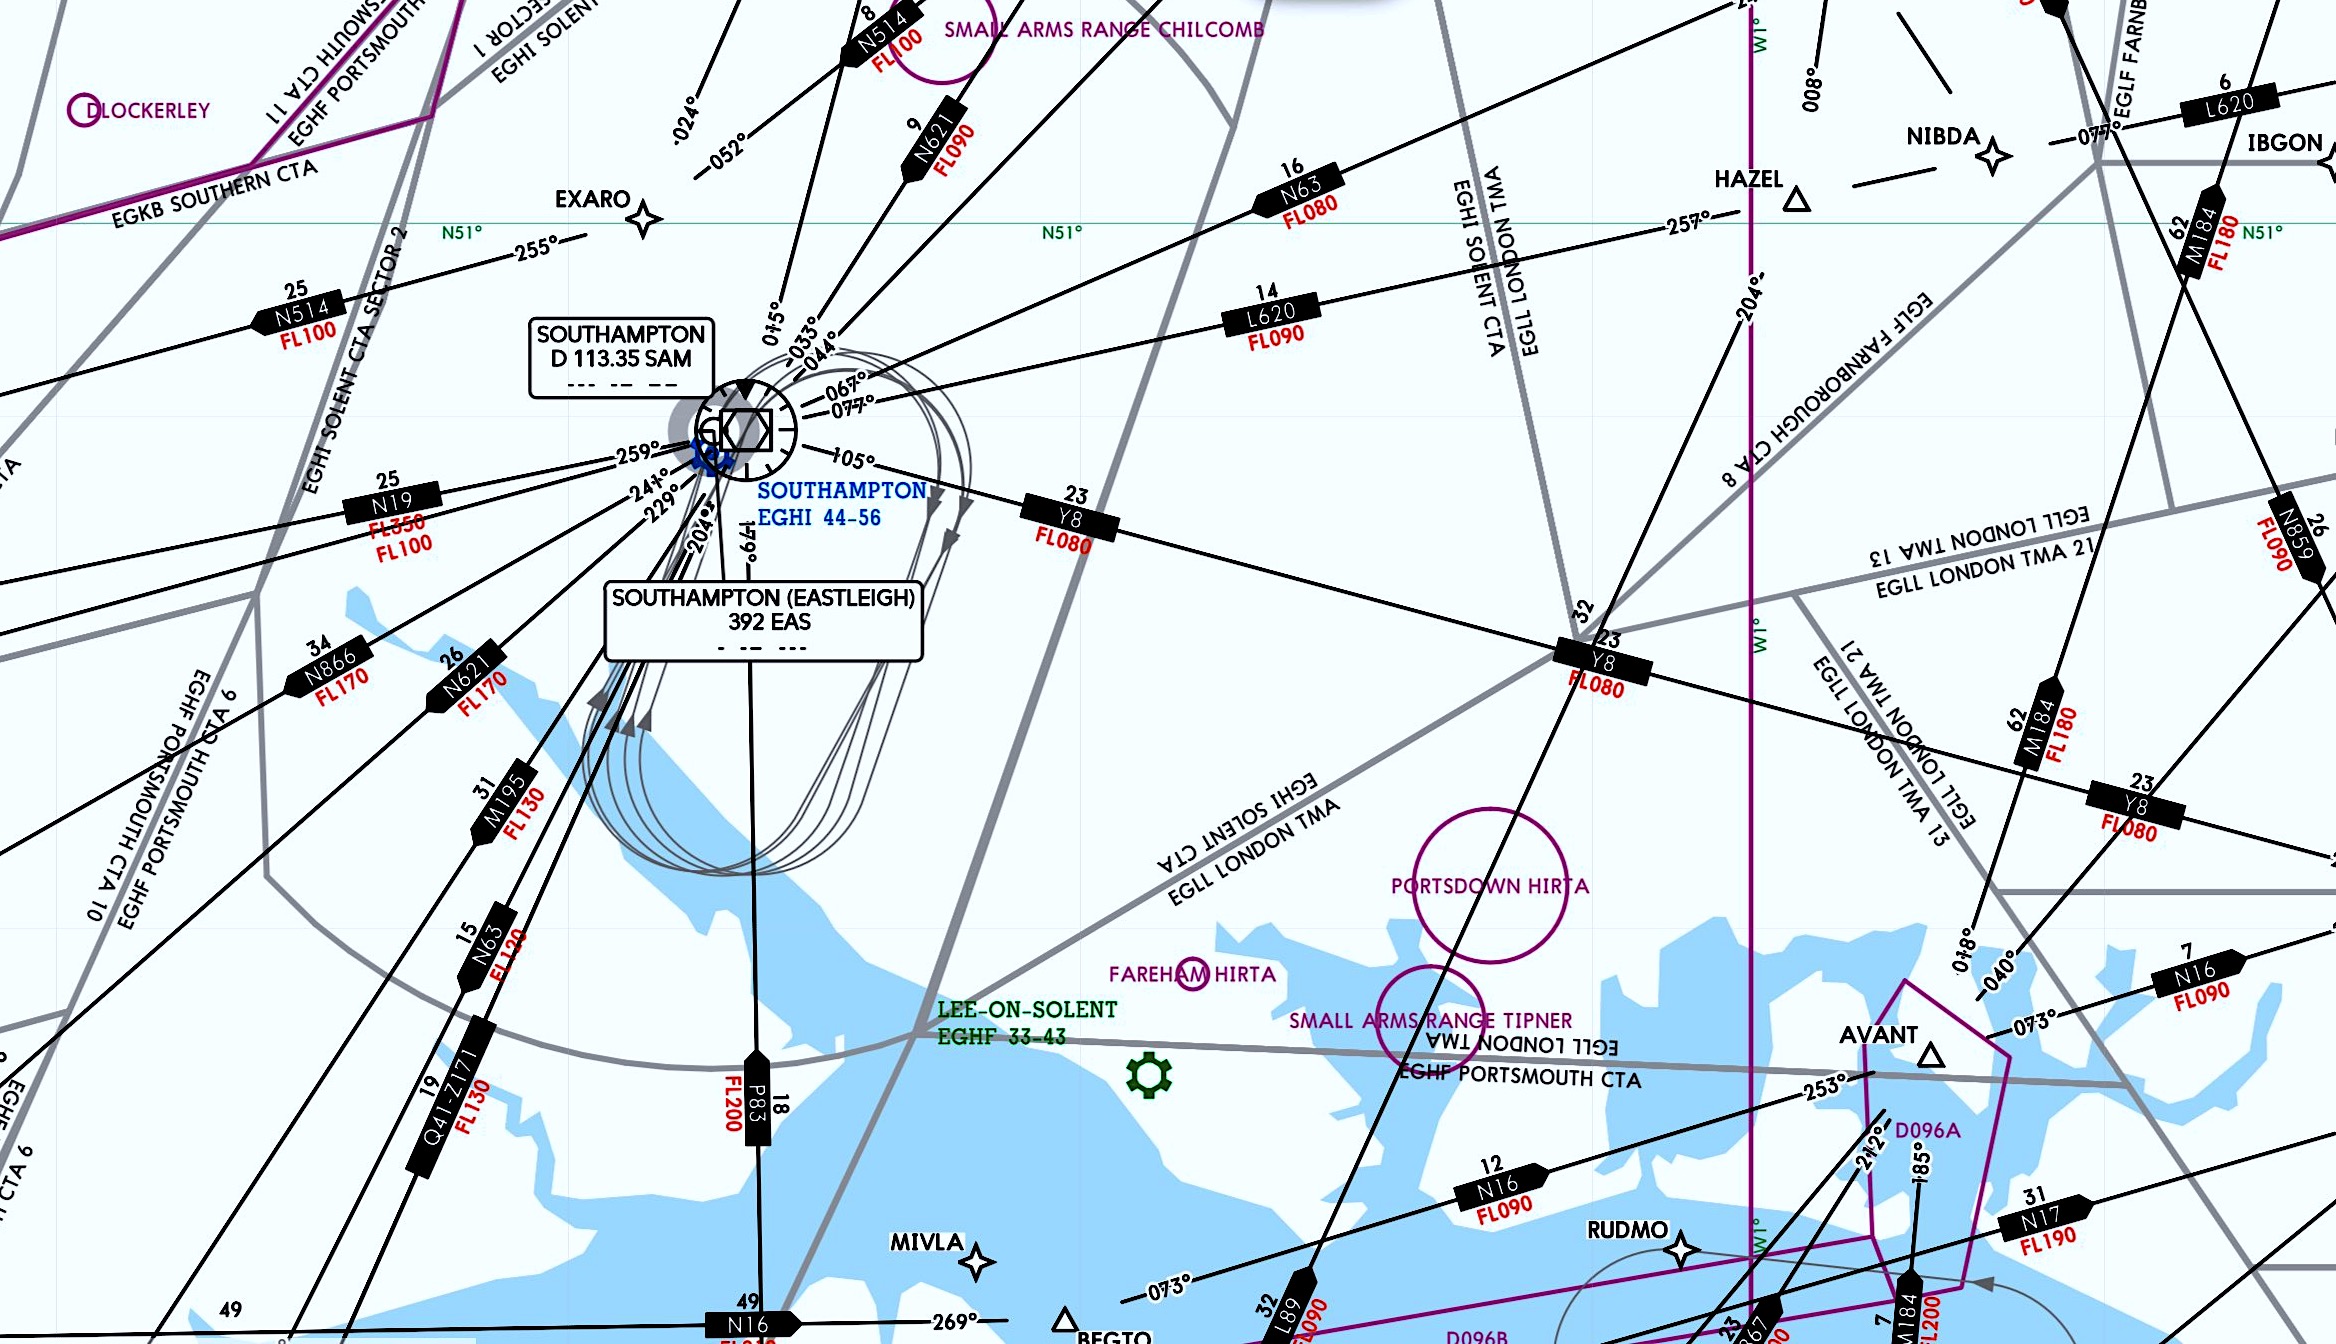 8
N514
FL100
SMALL ARMS RANGE CHILCOMB
EGHI SOLENT
SECTOR 1
EGHF PORTSMOUTH
SMOUTH CTA 11
DLOCKERLEY
EGKB SOUTHERN CTA
024°
052°
9
N621
FL090
16
N63
FL080
W1°
008°
EGLF FARNB
6
L620
077°
NIBDA
IBGON
HAZEL
257°
EXARO
N51°
N51°
N51°
255°
25
N514
FL100
EGHI SOLENT CTA SECTOR 2
14
L620
FL090
EGHI SOLENT CTA
EGLL LONDON TMA
204°
62
M184
FL180
EGLF FARNBOROUGH CTA 8
SOUTHAMPTON
D 113.35 SAM
... .- --
015°
033°
044°
067°
077°
105°
259°
241°
229°
204°
179°
SOUTHAMPTON
EGHI 44-56
25
N19
FL350
FL100
23
Y8
FL080
26
N859
FL090
EGLL LONDON TMA 13
EGLL LONDON TMA 21
SOUTHAMPTON (EASTLEIGH)
392 EAS
. .- ...
32
23
Y8
FL080
W1°
34
N866
FL170
26
N621
FL170
EGHF PORTSMOUTH CTA 10
EGHF PORTSMOUTH CTA 9
EGLL LONDON TMA 21
EGLL LONDON TMA 13
62
M184
FL180
31
M195
FL130
EGHI SOLENT CTA
EGLL LONDON TMA
23
Y8
FL080
PORTSDOWN HIRTA
15
N63
FL120
018°
040°
7
N16
FL090
FAREHAM HIRTA
LEE-ON-SOLENT
EGHF 33-43
SMALL ARMS RANGE TIPNER
EGLL LONDON TMA
EGHF PORTSMOUTH CTA
AVANT
073°
253°
19
Q41-Z171
FL130
18
P83
FL200
D096A
212°
185°
12
N16
FL090
31
N17
FL190
CTA 9
MIVLA
RUDMO
W1°
073°
49
49
N16
269°
BEGTO
32
L89
FL090
D096B
23
7
M184
FL200